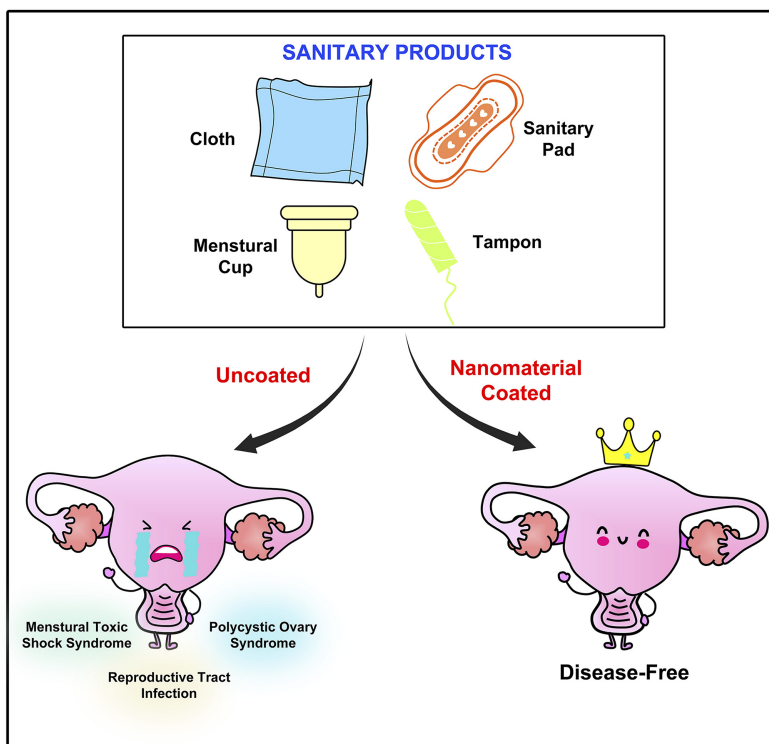 SANITARY PRODUCTS
Cloth
Sanitary
Pad
Menstural
Cup
Tampon
Uncoated
Nanomaterial
Coated
Menstural Toxic
Shock Syndrome
Polycystic Ovary
Syndrome
Reproductive Tract
Infection
Disease-Free